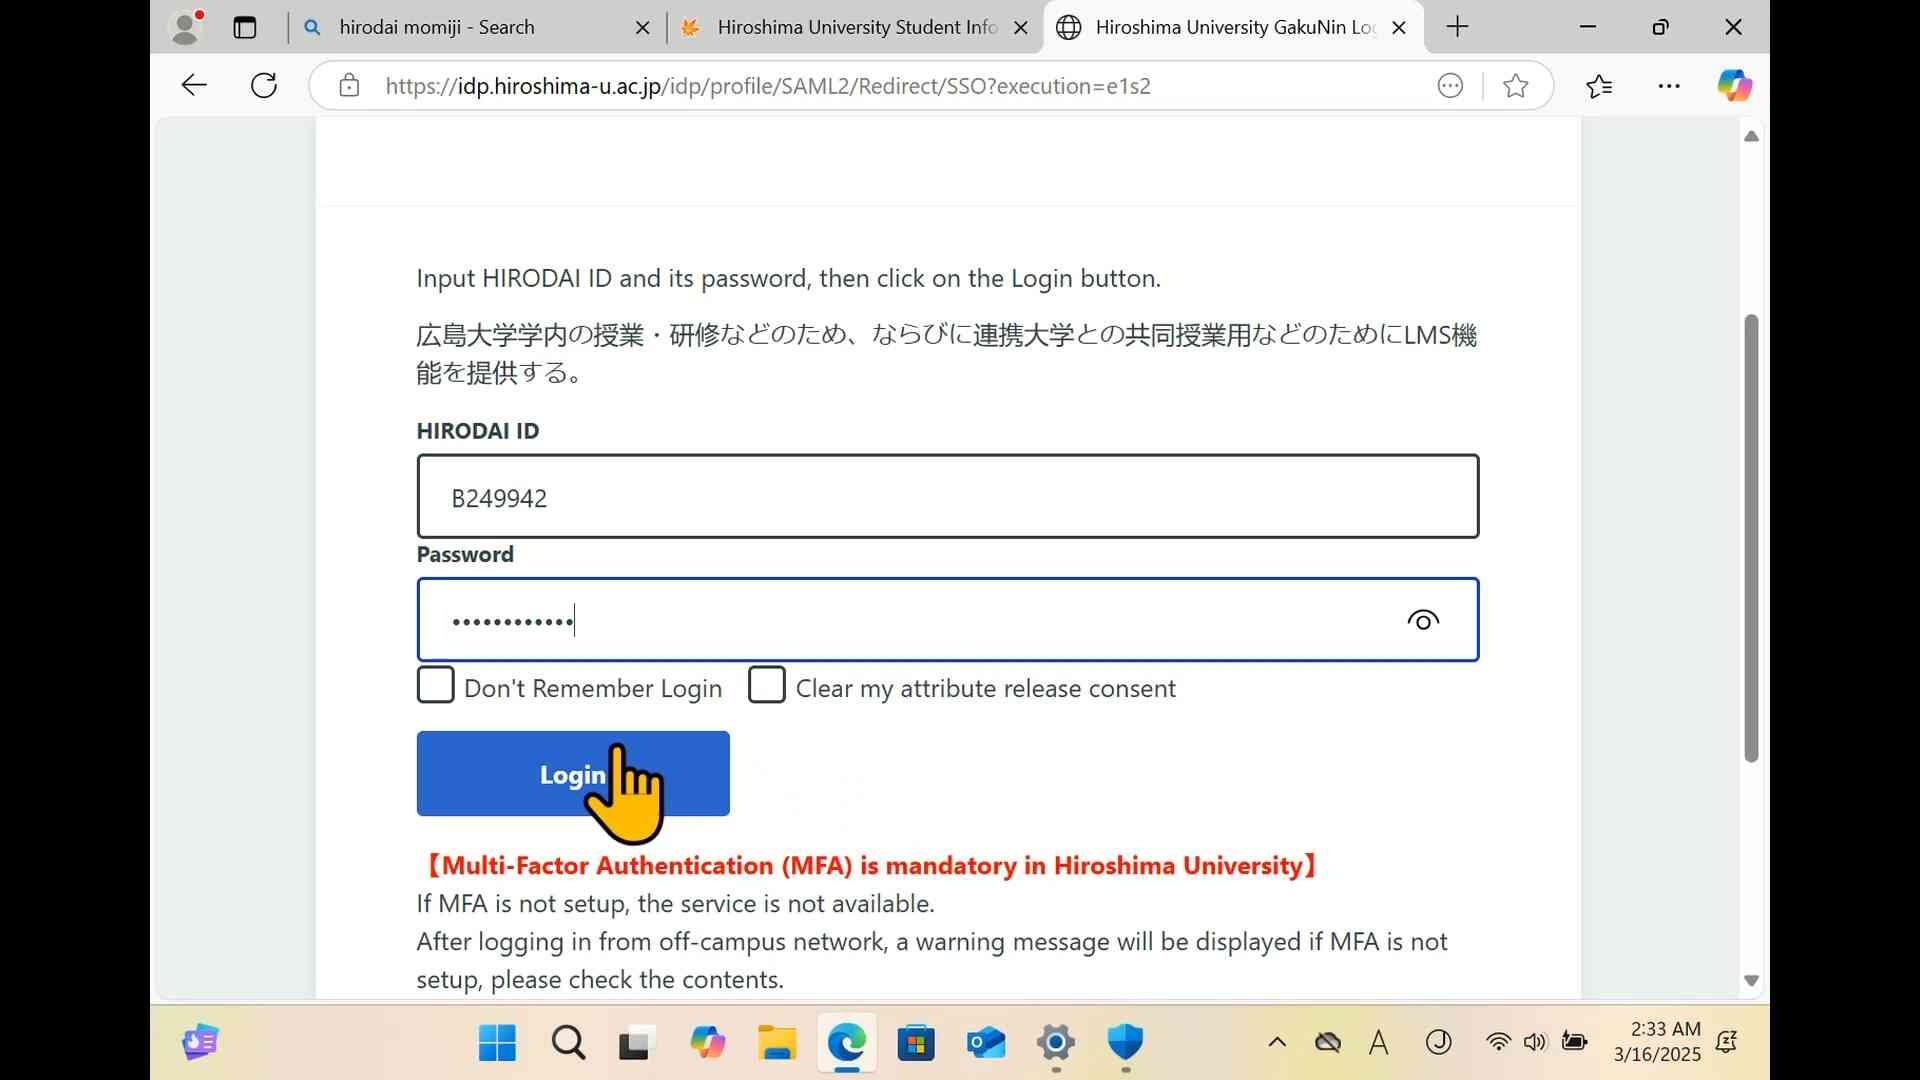 hirodai momiji - Search
Hiroshima University Student Info
Hiroshima University GakuNin Lo
https://idp.hiroshima-u.ac.jp/idp/profile/SAML2/Redirect/SSO?execution=e1s2
Input HIRODAI ID and its password, then click on the Login button.
広島大学学内の授業・研修などのため、ならびに連携大学との共同授業用などのためにLMS機
能を提供する。
HIRODAI ID
B249942
Password
••••••••••••
Don't Remember Login
Clear my attribute release consent
Login
【Multi-Factor Authentication (MFA) is mandatory in Hiroshima University】
If MFA is not setup, the service is not available.
After logging in from off-campus network, a warning message will be displayed if MFA is not
setup, please check the contents.
A
2:33 AM
3/16/2025